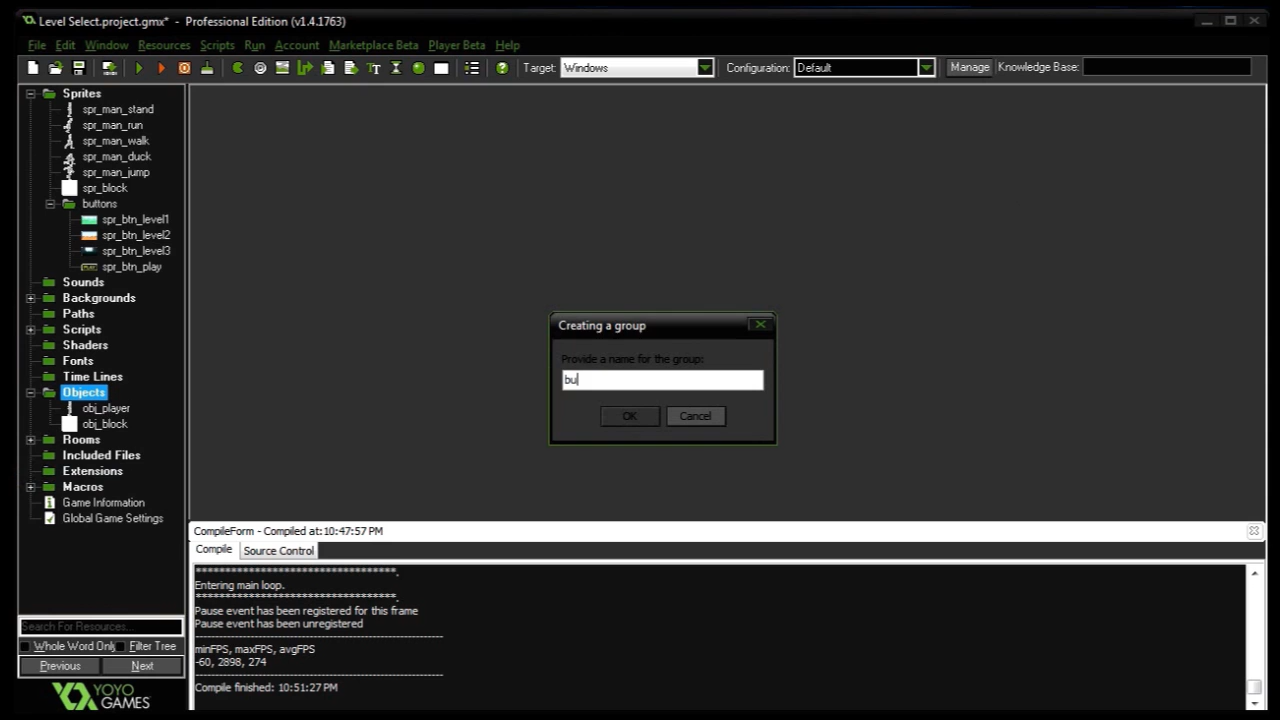 Level Select.project.gmx* - Professional Edition (v1.4.1763)
File Edit Window Resources Scripts Run Account Marketplace Beta Player Beta Help
Target: Windows Configuration: Default Manage Knowledge Base:
Sprites
spr_man_stand
spr_man_run
spr_man_walk
spr_man_duck
spr_man_jump
spr_block
buttons
spr_btn_level1
spr_btn_level2
spr_btn_level3
spr_btn_play
Sounds
Backgrounds
Paths
Scripts
Shaders
Fonts
Time Lines
Objects
obj_player
obj_block
Rooms
Included Files
Extensions
Macros
Game Information
Global Game Settings
Search For Resources...
Whole Word Only Filter Tree
Previous Next
YOYO
GAMES™
Creating a group
Provide a name for the group:
bu
OK Cancel
CompileForm - Compiled at: 10:47:57 PM
Compile Source Control
***********************************.
Entering main loop.
***********************************.
Pause event has been registered for this frame
Pause event has been unregistered
----------------------------------------------------------------
minFPS, maxFPS, avgFPS
-60, 2898, 274
----------------------------------------------------------------
Compile finished: 10:51:27 PM